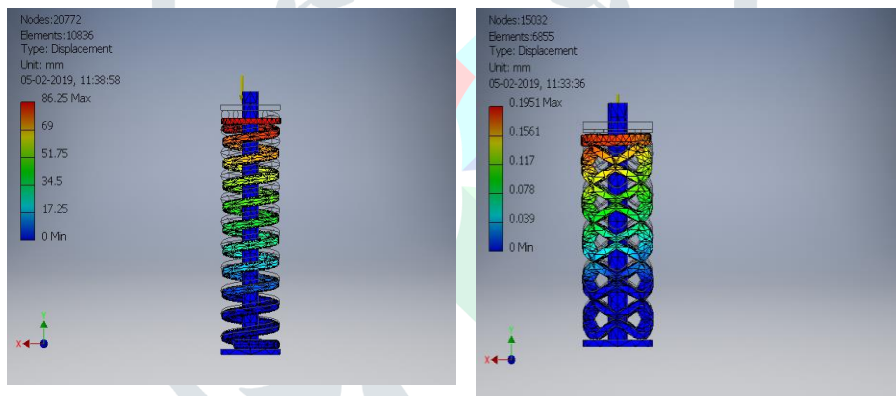 Nodes:20772
Elements:10836
Type: Displacement
Unit: mm
05-02-2019, 11:38:58
86.25 Max
69
51.75
34.5
17.25
0 Min
Y
X
Nodes:15032
Elements:6855
Type: Displacement
Unit: mm
05-02-2019, 11:33:36
0.1951 Max
0.1561
0.117
0.078
0.039
0 Min
Y
X